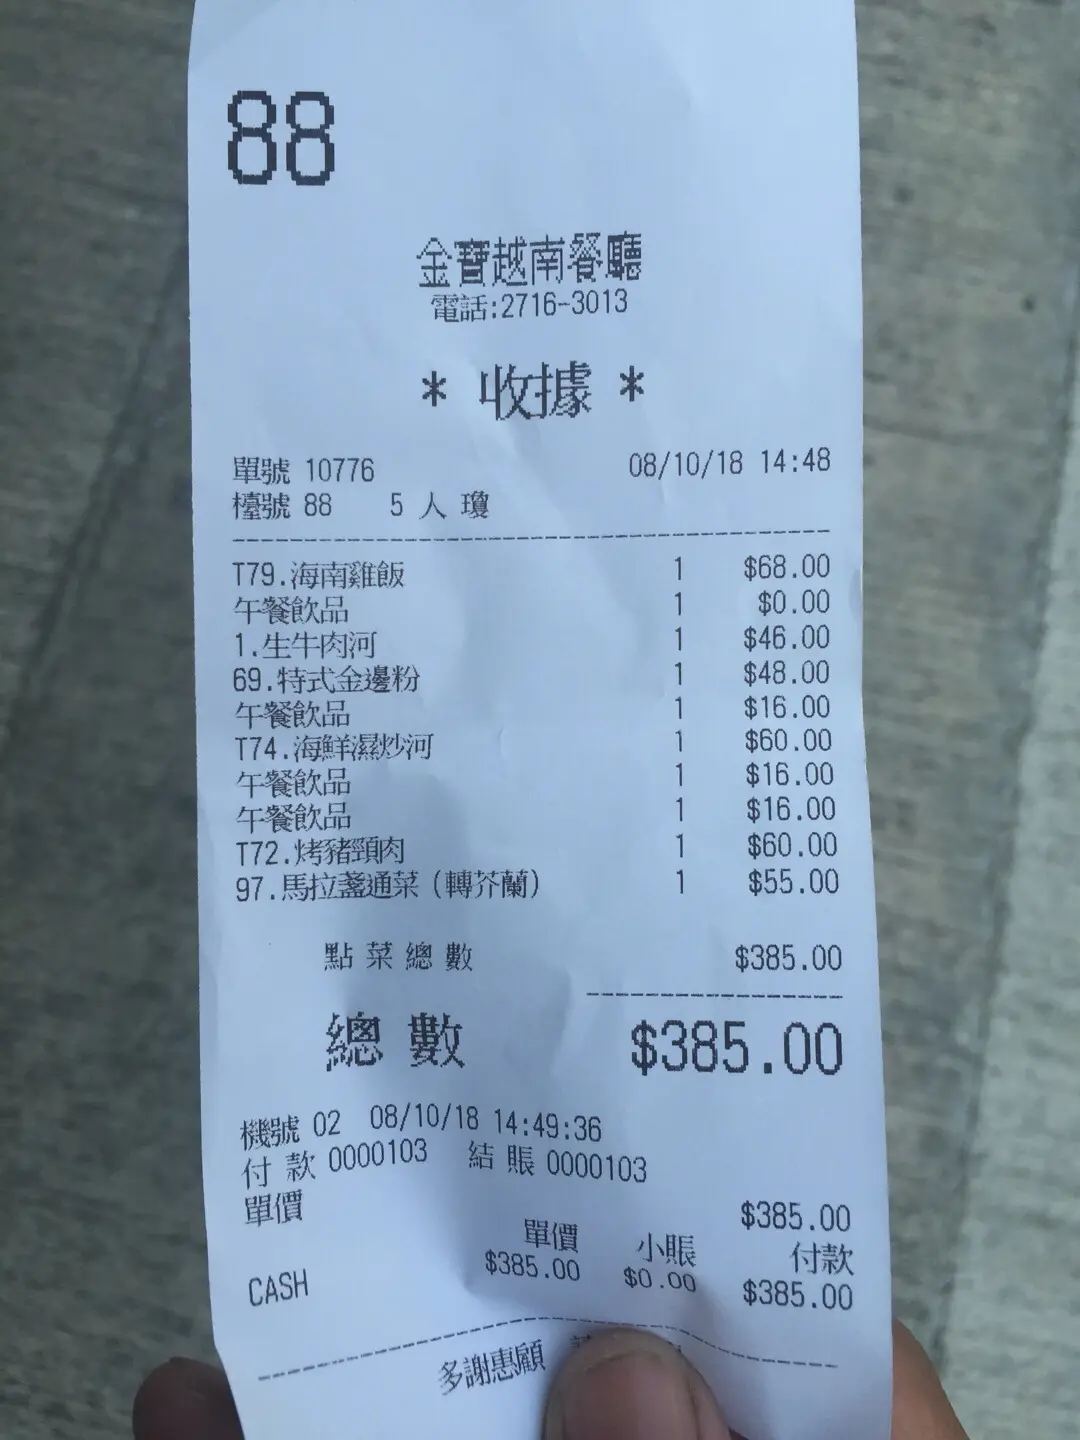 88
金寶越南餐廳
電話:2716-3013
* 收據 *
單號 10776 08/10/18 14:48
檯號 88 5 人 瓊
T79.海南雞飯 1 $68.00
午餐飲品 1 $0.00
1.生牛肉河 1 $46.00
69.特式金邊粉 1 $48.00
午餐飲品 1 $16.00
T74.海鮮濕炒河 1 $60.00
午餐飲品 1 $16.00
午餐飲品 1 $16.00
T72.烤豬頸肉 1 $60.00
97.馬拉盞通菜(轉芥蘭) 1 $55.00
點菜總數 $385.00
總數 $385.00
機號 02 08/10/18 14:49:36
付款 0000103 結賬 0000103
單價 $385.00
單價 小賬 付款
CASH $385.00 $0.00 $385.00
多謝惠顧